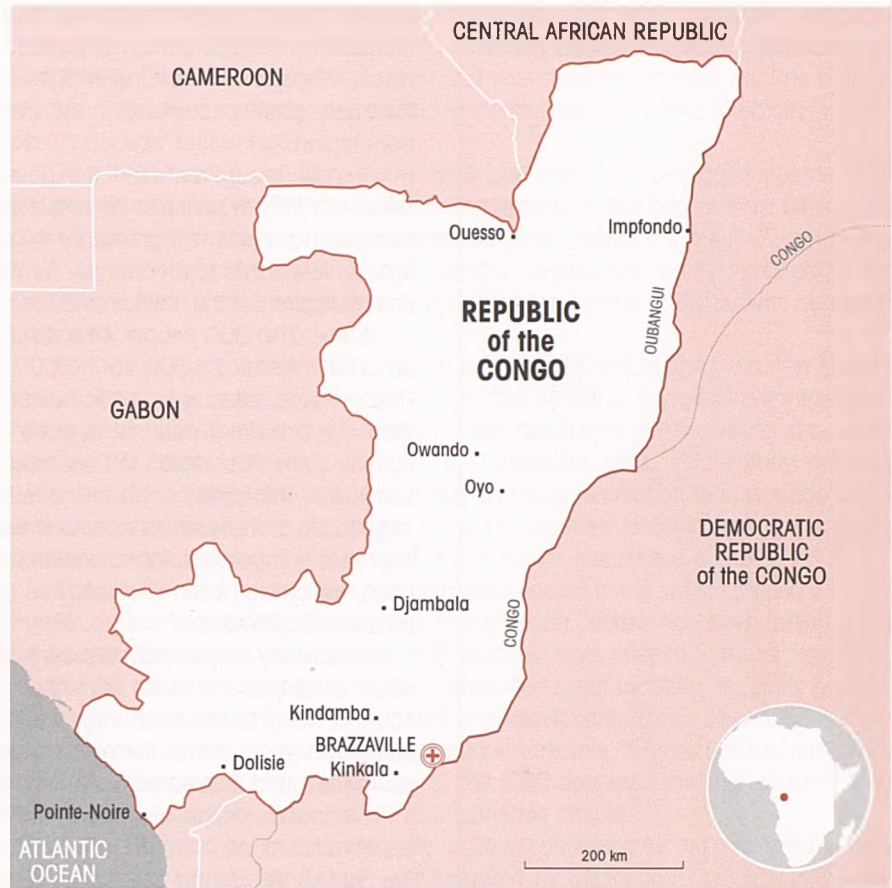 CENTRAL AFRICAN REPUBLIC
CAMEROON
Ouesso
Impfondo
CONGO
OUBANGUI
REPUBLIC
of the
CONGO
GABON
Owando
Oyo
DEMOCRATIC
REPUBLIC
of the CONGO
Djambala
CONGO
Kindamba
BRAZZAVILLE
Dolisie
Kinkala
Pointe-Noire
ATLANTIC
OCEAN
200 km